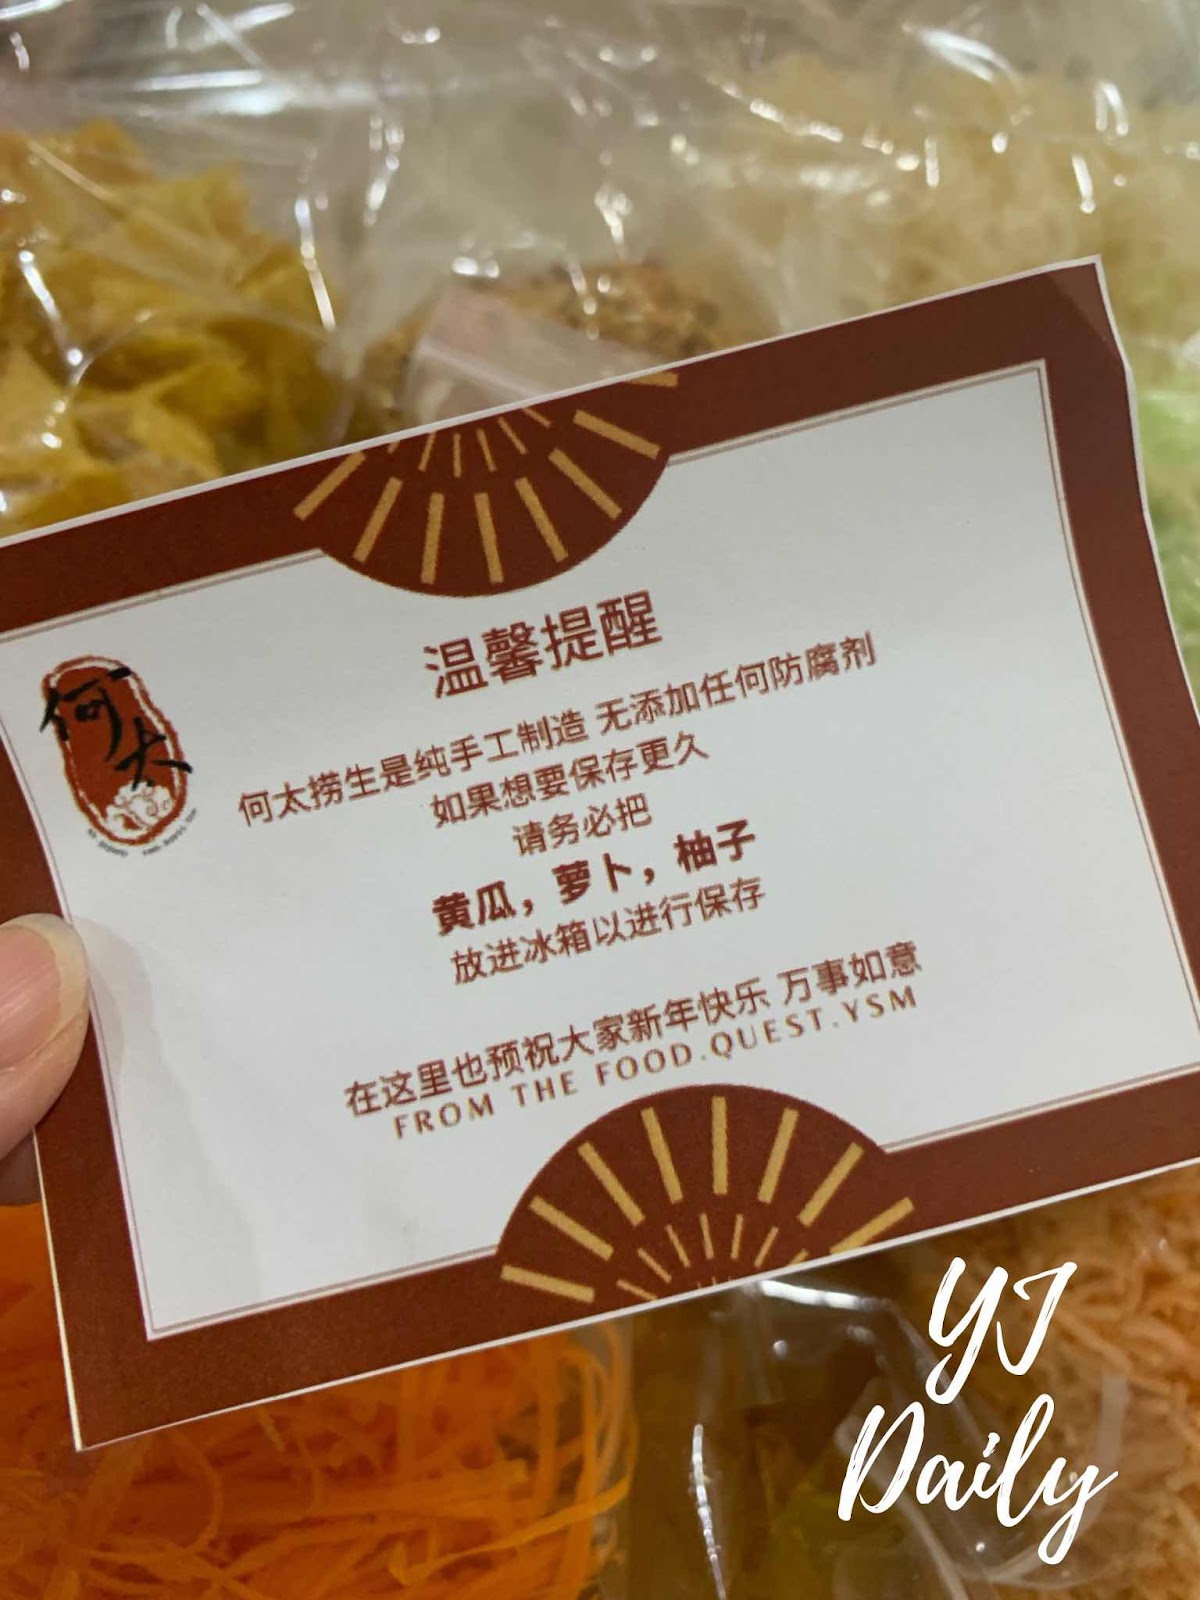 温馨提醒
何太
何太捞生是纯手工制造 无添加任何防腐剂
如果想要保存更久
请务必把
黄瓜，萝卜，柚子
放进冰箱以进行保存
在这里也预祝大家新年快乐 万事如意
FROM THE FOOD.QUEST.YSM
YJ
Daily